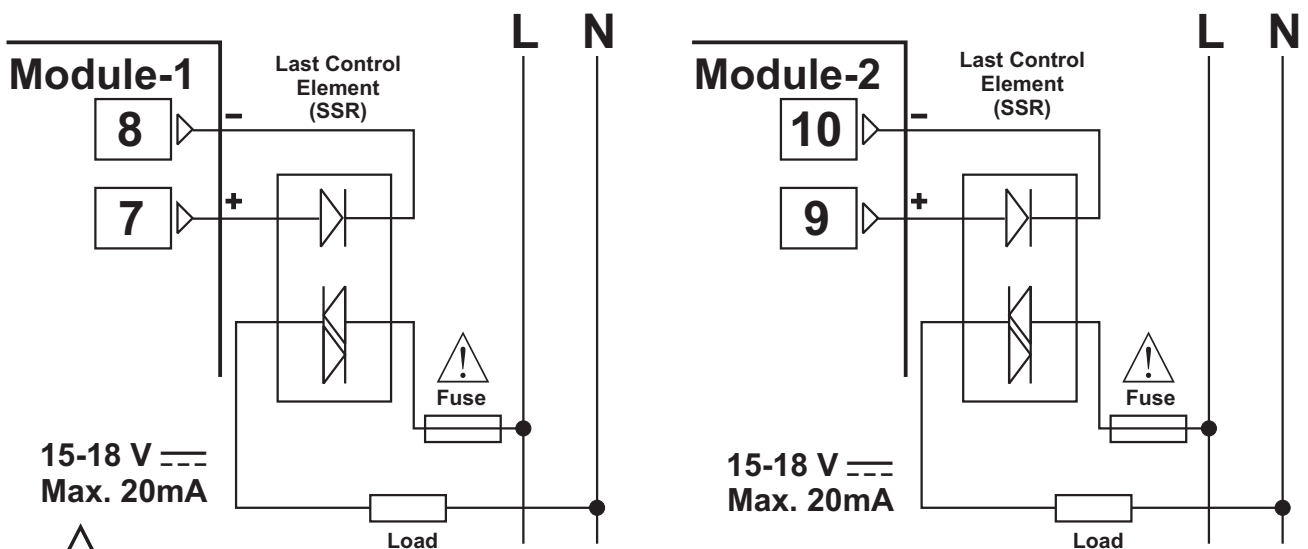 L N
Module-1
Last Control
Element
(SSR)
8
-
7
+
!
Fuse
15-18 V
Max. 20mA
Load
L N
Module-2
Last Control
Element
(SSR)
10
-
9
+
!
Fuse
15-18 V
Max. 20mA
Load